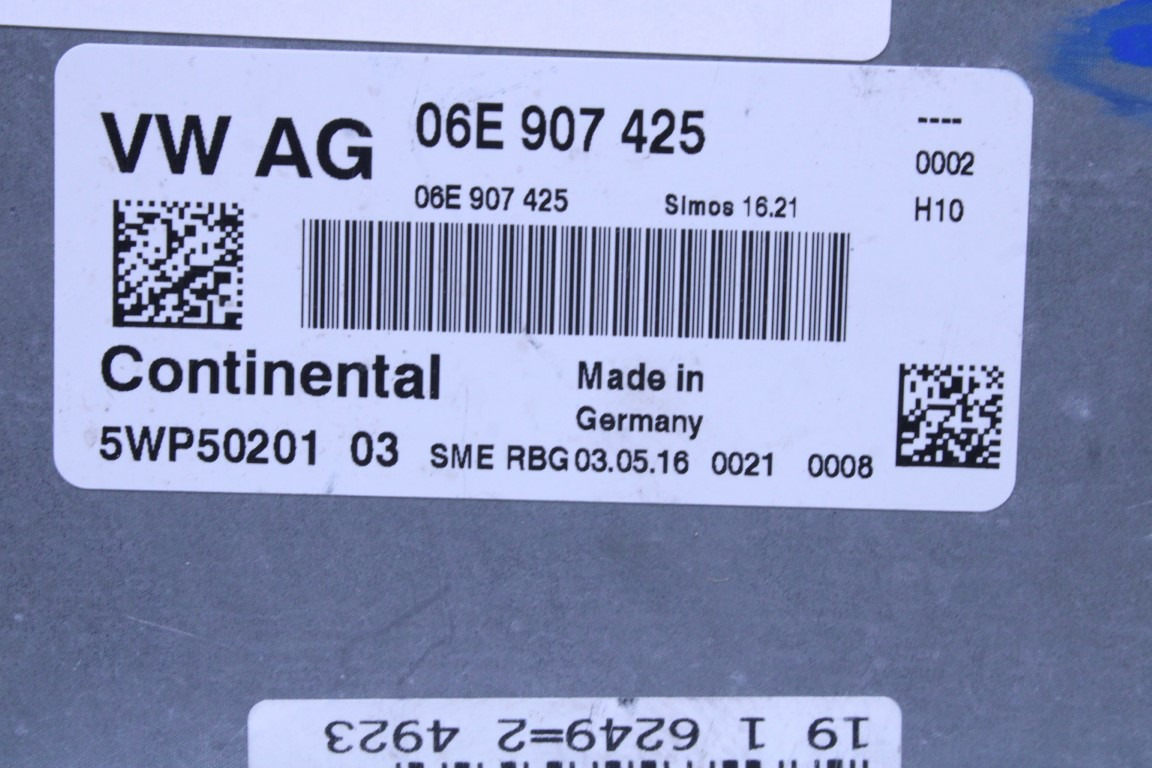 VW AG 06E 907 425 ----
0002
06E 907 425 Simos 16.21 H10
Continental Made in
Germany
5WP50201 03 SME RBG 03.05.16 0021 0008
19 1 6249=2 4923